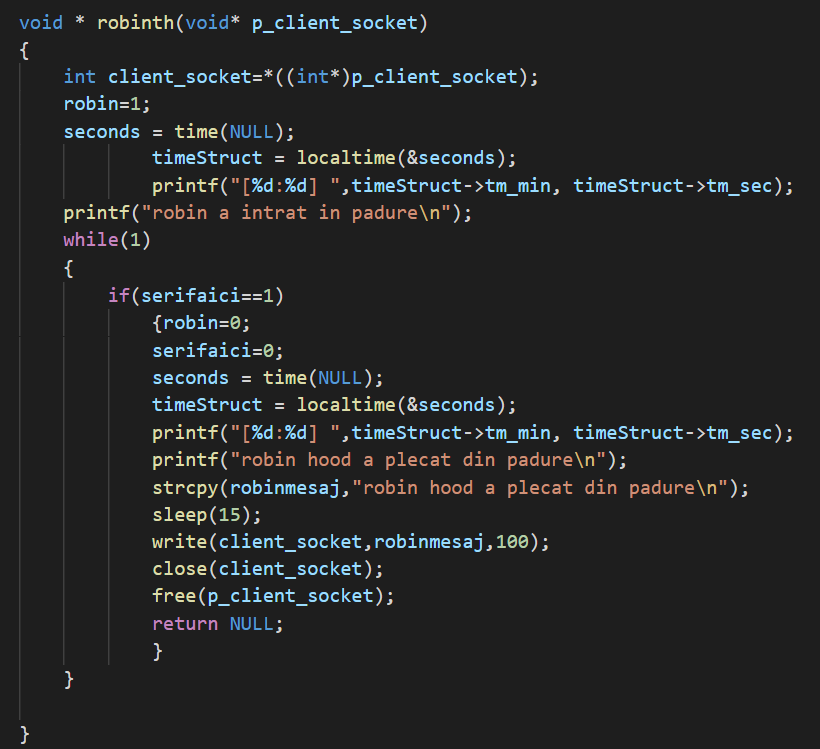 void * robinth(void* p_client_socket)
{
    int client_socket=*((int*)p_client_socket);
    robin=1;
    seconds = time(NULL);
            timeStruct = localtime(&seconds);
            printf("[%d:%d] ",timeStruct->tm_min, timeStruct->tm_sec);
    printf("robin a intrat in padure\n");
    while(1)
    {
        if(serifaici==1)
            {robin=0;
            serifaici=0;
            seconds = time(NULL);
            timeStruct = localtime(&seconds);
            printf("[%d:%d] ",timeStruct->tm_min, timeStruct->tm_sec);
            printf("robin hood a plecat din padure\n");
            strcpy(robinmesaj,"robin hood a plecat din padure\n");
            sleep(15);
            write(client_socket,robinmesaj,100);
            close(client_socket);
            free(p_client_socket);
            return NULL;
            }
    }
}